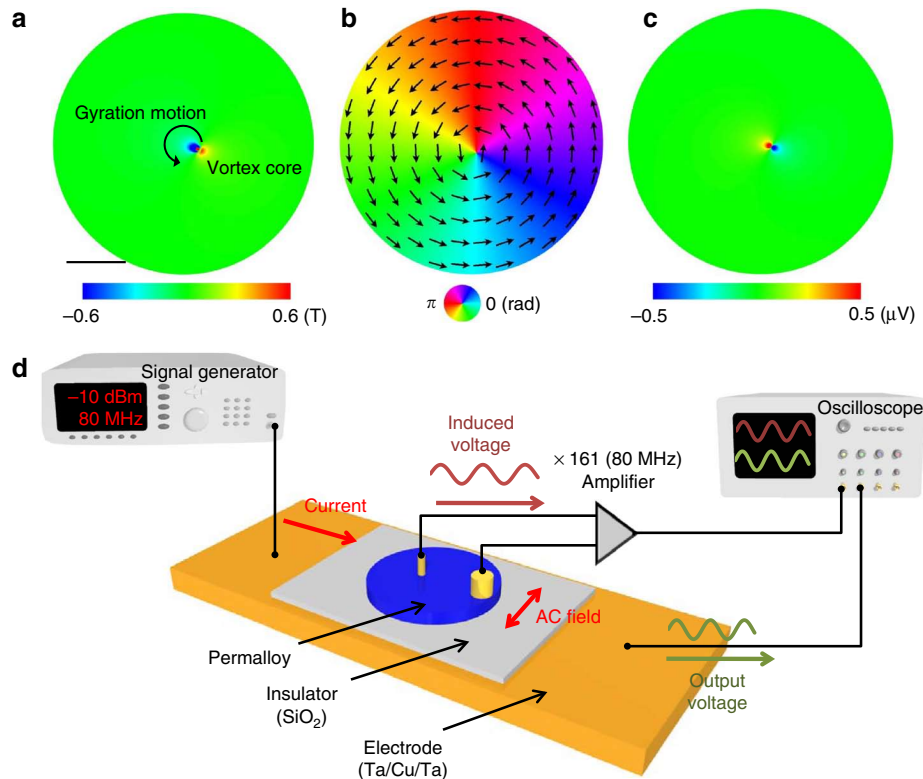 a
Gyration motion
Vortex core
−0.6
0.6 (T)
b
π
0 (rad)
c
−0.5
0.5 (μV)
d
Signal generator
−10 dBm
80 MHz
Induced
voltage
× 161 (80 MHz)
Amplifier
Oscilloscope
Current
AC field
Permalloy
Insulator
(SiO₂)
Electrode
(Ta/Cu/Ta)
Output
voltage